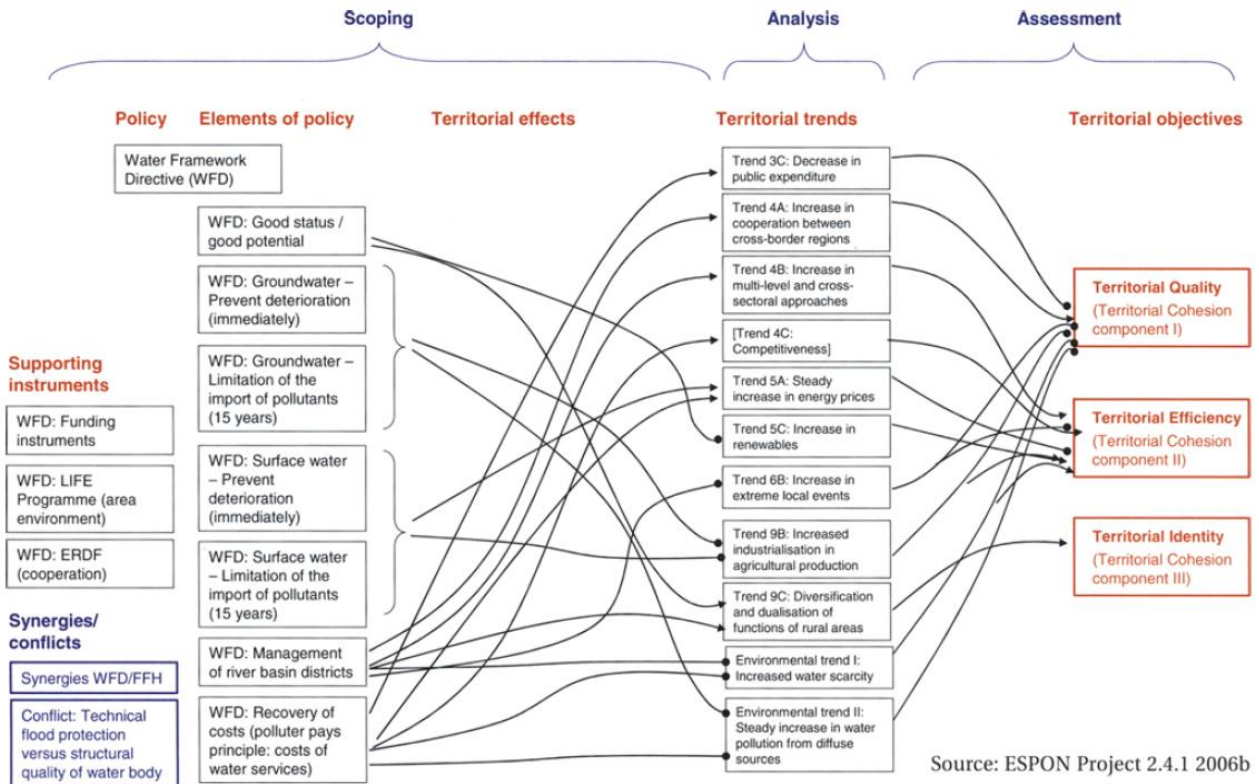 Scoping
Analysis
Assessment
Policy
Elements of policy
Territorial effects
Territorial trends
Territorial objectives
Water Framework
Directive (WFD)
WFD: Good status /
good potential
WFD: Groundwater –
Prevent deterioration
(immediately)
WFD: Groundwater –
Limitation of the
import of pollutants
(15 years)
WFD: Surface water
– Prevent
deterioration
(immediately)
WFD: Surface water
– Limitation of the
import of pollutants
(15 years)
WFD: Management
of river basin districts
WFD: Recovery of
costs (polluter pays
principle: costs of
water services)
Supporting
instruments
WFD: Funding
instruments
WFD: LIFE
Programme (area
environment)
WFD: ERDF
(cooperation)
Synergies/
conflicts
Synergies WFD/FFH
Conflict: Technical
flood protection
versus structural
quality of water body
Trend 3C: Decrease in
public expenditure
Trend 4A: Increase in
cooperation between
cross-border regions
Trend 4B: Increase in
multi-level and cross-
sectoral approaches
[Trend 4C:
Competitiveness]
Trend 5A: Steady
increase in energy prices
Trend 5C: Increase in
renewables
Trend 6B: Increase in
extreme local events
Trend 9B: Increased
industrialisation in
agricultural production
Trend 9C: Diversification
and dualisation of
functions of rural areas
Environmental trend I:
Increased water scarcity
Environmental trend II:
Steady increase in water
pollution from diffuse
sources
Territorial Quality
(Territorial Cohesion
component I)
Territorial Efficiency
(Territorial Cohesion
component II)
Territorial Identity
(Territorial Cohesion
component III)
Source: ESPON Project 2.4.1 2006b